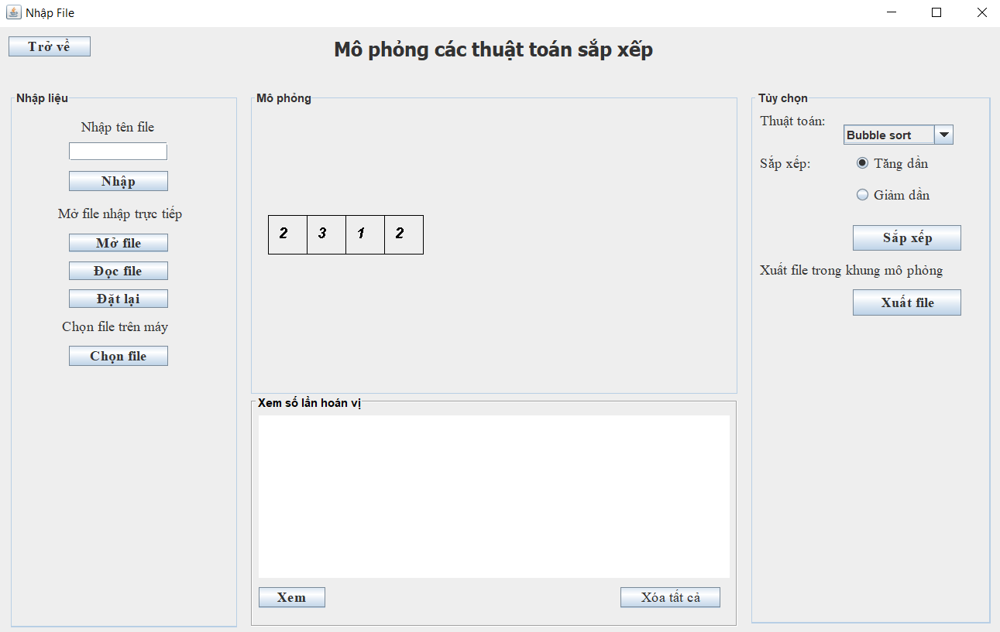 Nhập File
Trở về
Mô phỏng các thuật toán sắp xếp
Nhập liệu
Nhập tên file
Nhập
Mở file nhập trực tiếp
Mở file
Đọc file
Đặt lại
Chọn file trên máy
Chọn file
Mô phỏng
2 3 1 2
Xem số lần hoán vị
Xem
Xóa tất cả
Tùy chọn
Thuật toán:
Bubble sort
Sắp xếp:
Tăng dần
Giảm dần
Sắp xếp
Xuất file trong khung mô phỏng
Xuất file